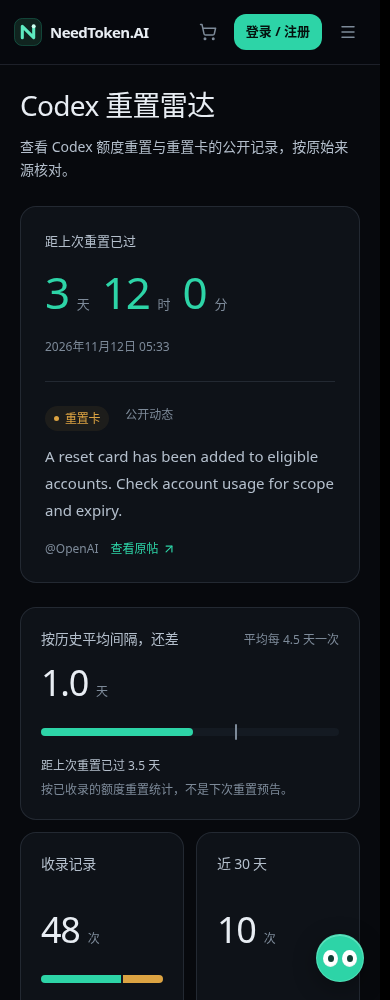 NeedToken.AI
登录 / 注册
Codex 重置雷达
查看 Codex 额度重置与重置卡的公开记录，按原始来
源核对。
距上次重置已过
3 天 12 时 0 分
2026年11月12日 05:33
重置卡 公开动态
A reset card has been added to eligible
accounts. Check account usage for scope
and expiry.
@OpenAI 查看原帖
按历史平均间隔，还差 平均每 4.5 天一次
1.0 天
距上次重置已过 3.5 天
按已收录的额度重置统计，不是下次重置预告。
收录记录
48 次
近 30 天
10 次